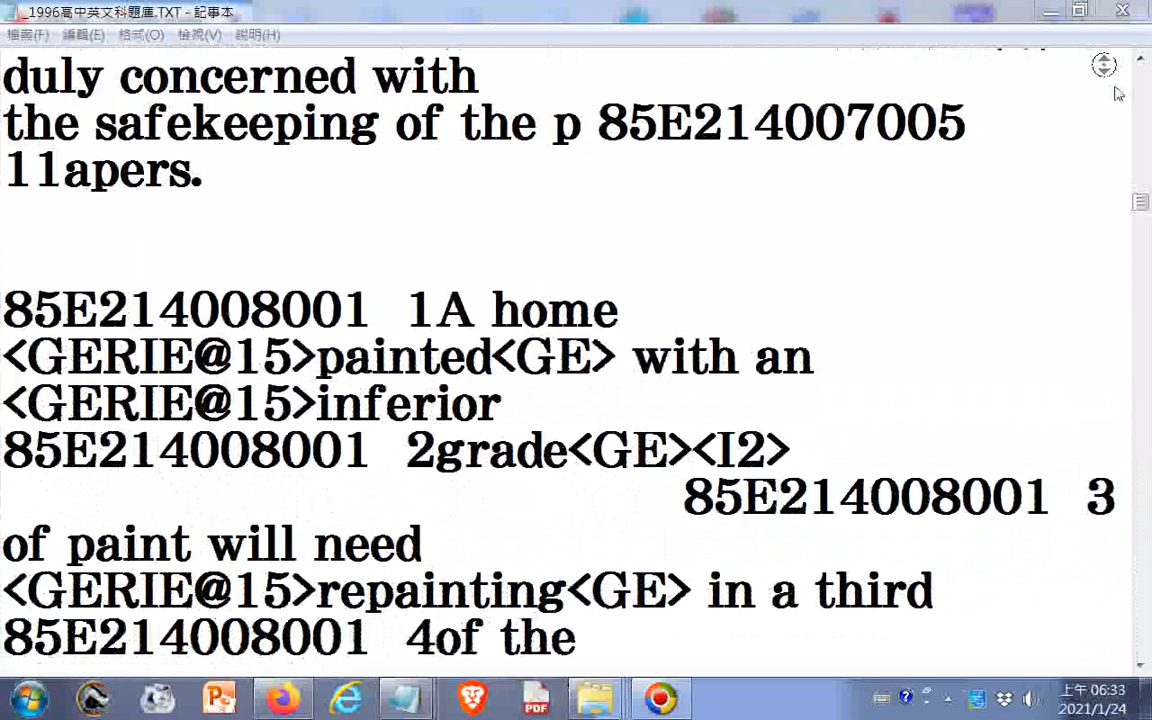 _1996高中英文科題庫.TXT - 記事本
檔案(F) 編輯(E) 格式(O) 檢視(V) 說明(H)
duly concerned with
the safekeeping of the p 85E214007005
11apers.
85E214008001 1A home
<GERIE@15>painted<GE> with an
<GERIE@15>inferior
85E214008001 2grade<GE><I2>
85E214008001 3
of paint will need
<GERIE@15>repainting<GE> in a third
85E214008001 4of the
PDF
上午 06:33
2021/1/24